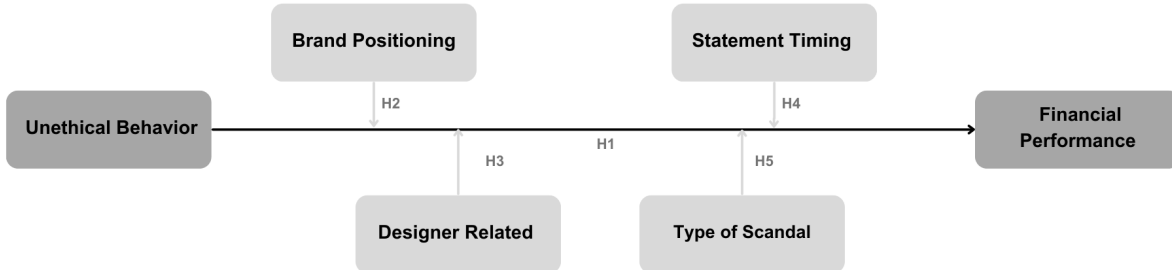 Brand Positioning
Statement Timing
H2
H4
Unethical Behavior
Financial
Performance
H1
H3
H5
Designer Related
Type of Scandal